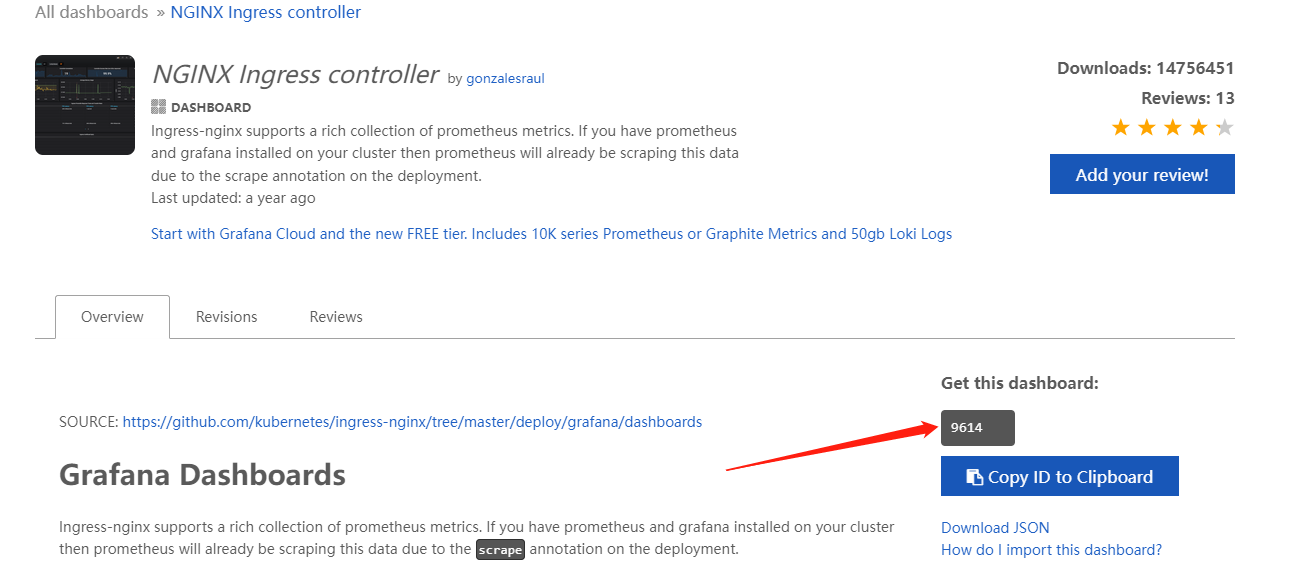 All dashboards » NGINX Ingress controller
NGINX Ingress controller by gonzalesraul
DASHBOARD
Ingress-nginx supports a rich collection of prometheus metrics. If you have prometheus
and grafana installed on your cluster then prometheus will already be scraping this data
due to the scrape annotation on the deployment.
Last updated: a year ago
Start with Grafana Cloud and the new FREE tier. Includes 10K series Prometheus or Graphite Metrics and 50gb Loki Logs
Downloads: 14756451
Reviews: 13
Add your review!
Overview
Revisions
Reviews
SOURCE: https://github.com/kubernetes/ingress-nginx/tree/master/deploy/grafana/dashboards
Grafana Dashboards
Ingress-nginx supports a rich collection of prometheus metrics. If you have prometheus and grafana installed on your cluster
then prometheus will already be scraping this data due to the scrape annotation on the deployment.
Get this dashboard:
9614
Copy ID to Clipboard
Download JSON
How do I import this dashboard?